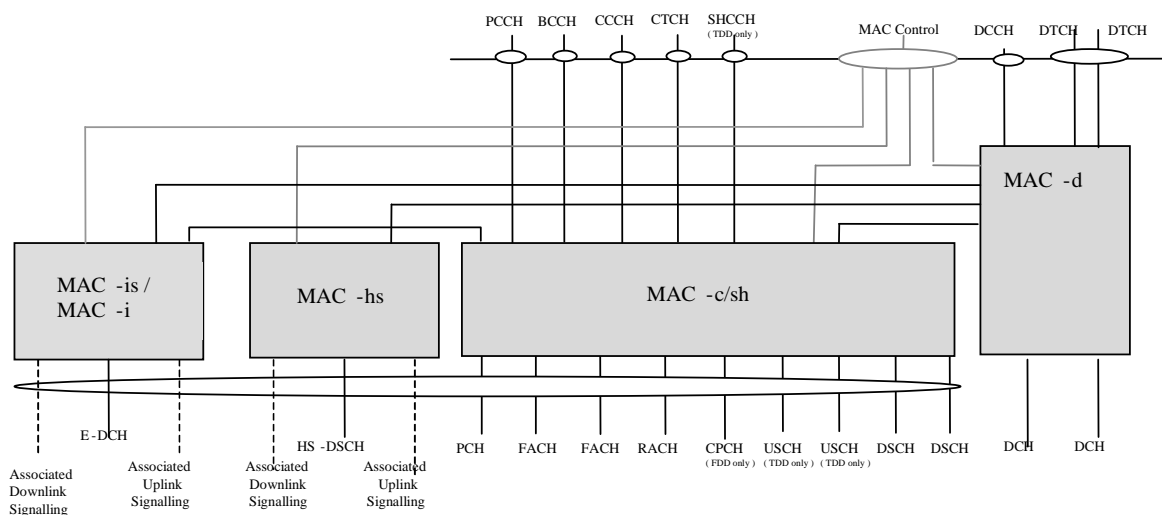 PCCH BCCH CCCH CTCH SHCCH
( TDD only )
MAC Control
DCCH DTCH DTCH
MAC -d
MAC -is /
MAC -i
MAC -hs
MAC -c/sh
E-DCH
HS -DSCH
PCH FACH FACH RACH CPCH USCH USCH DSCH DSCH
( FDD only ) ( TDD only ) ( TDD only )
DCH DCH
Associated
Downlink
Signalling
Associated
Uplink
Signalling
Associated
Downlink
Signalling
Associated
Uplink
Signalling